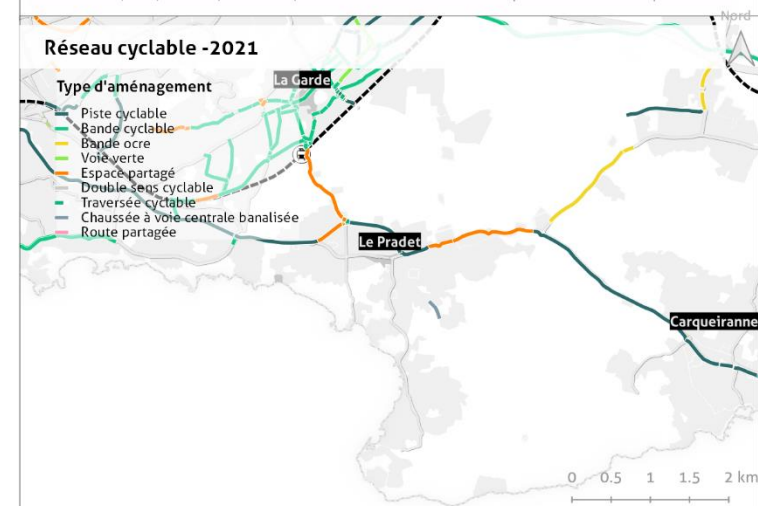 Nord
Réseau cyclable -2021
Type d'aménagement
La Garde
Piste cyclable
Bande cyclable
Bande ocre
Voie verte
Espace partagé
Double sens cyclable
Traversée cyclable
Chaussée à voie centrale banalisée
Route partagée
Le Pradet
Carqueiranne
0 0.5 1 1.5 2 km